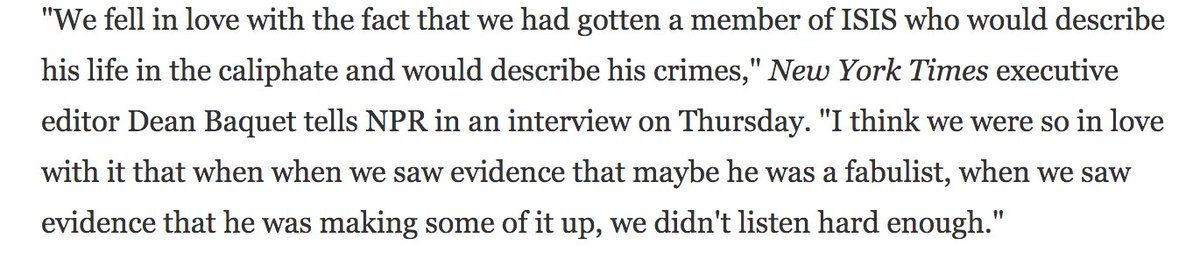 "We fell in love with the fact that we had gotten a member of ISIS who would describe
his life in the caliphate and would describe his crimes," New York Times executive
editor Dean Baquet tells NPR in an interview on Thursday. "I think we were so in love
with it that when when we saw evidence that maybe he was a fabulist, when we saw
evidence that he was making some of it up, we didn't listen hard enough."